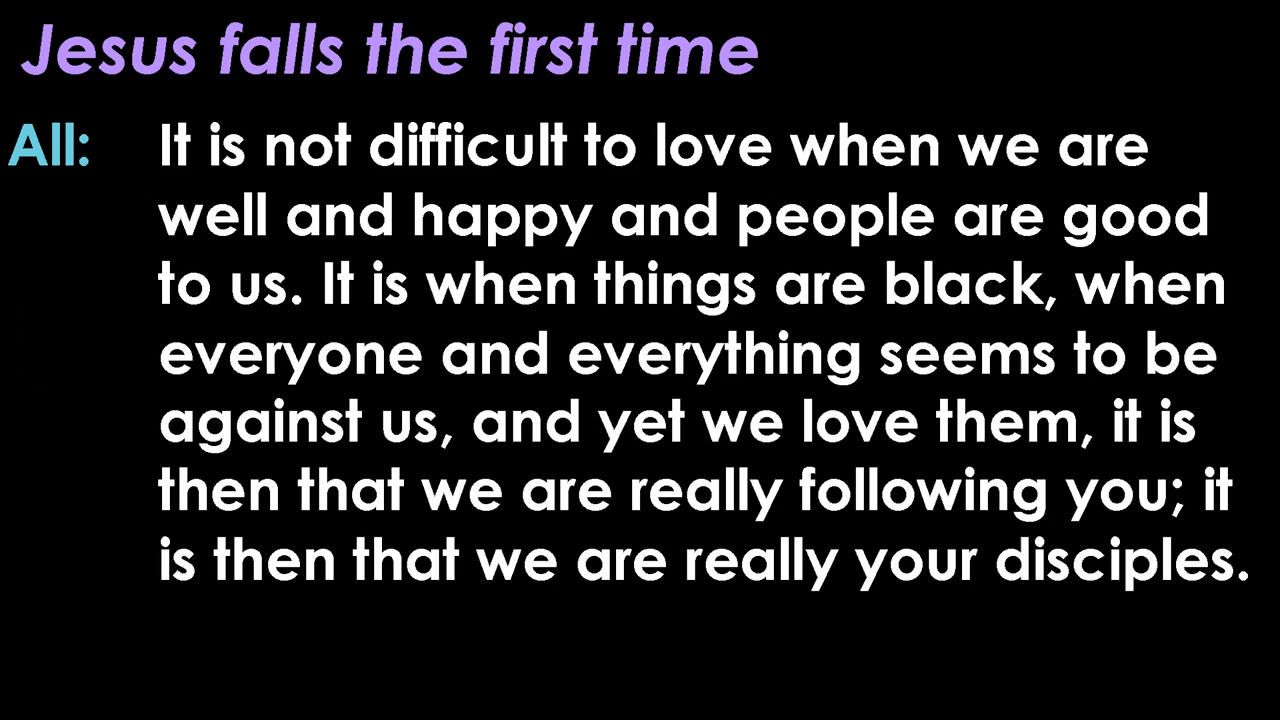 Jesus falls the first time
All: It is not difficult to love when we are
well and happy and people are good
to us. It is when things are black, when
everyone and everything seems to be
against us, and yet we love them, it is
then that we are really following you; it
is then that we are really your disciples.